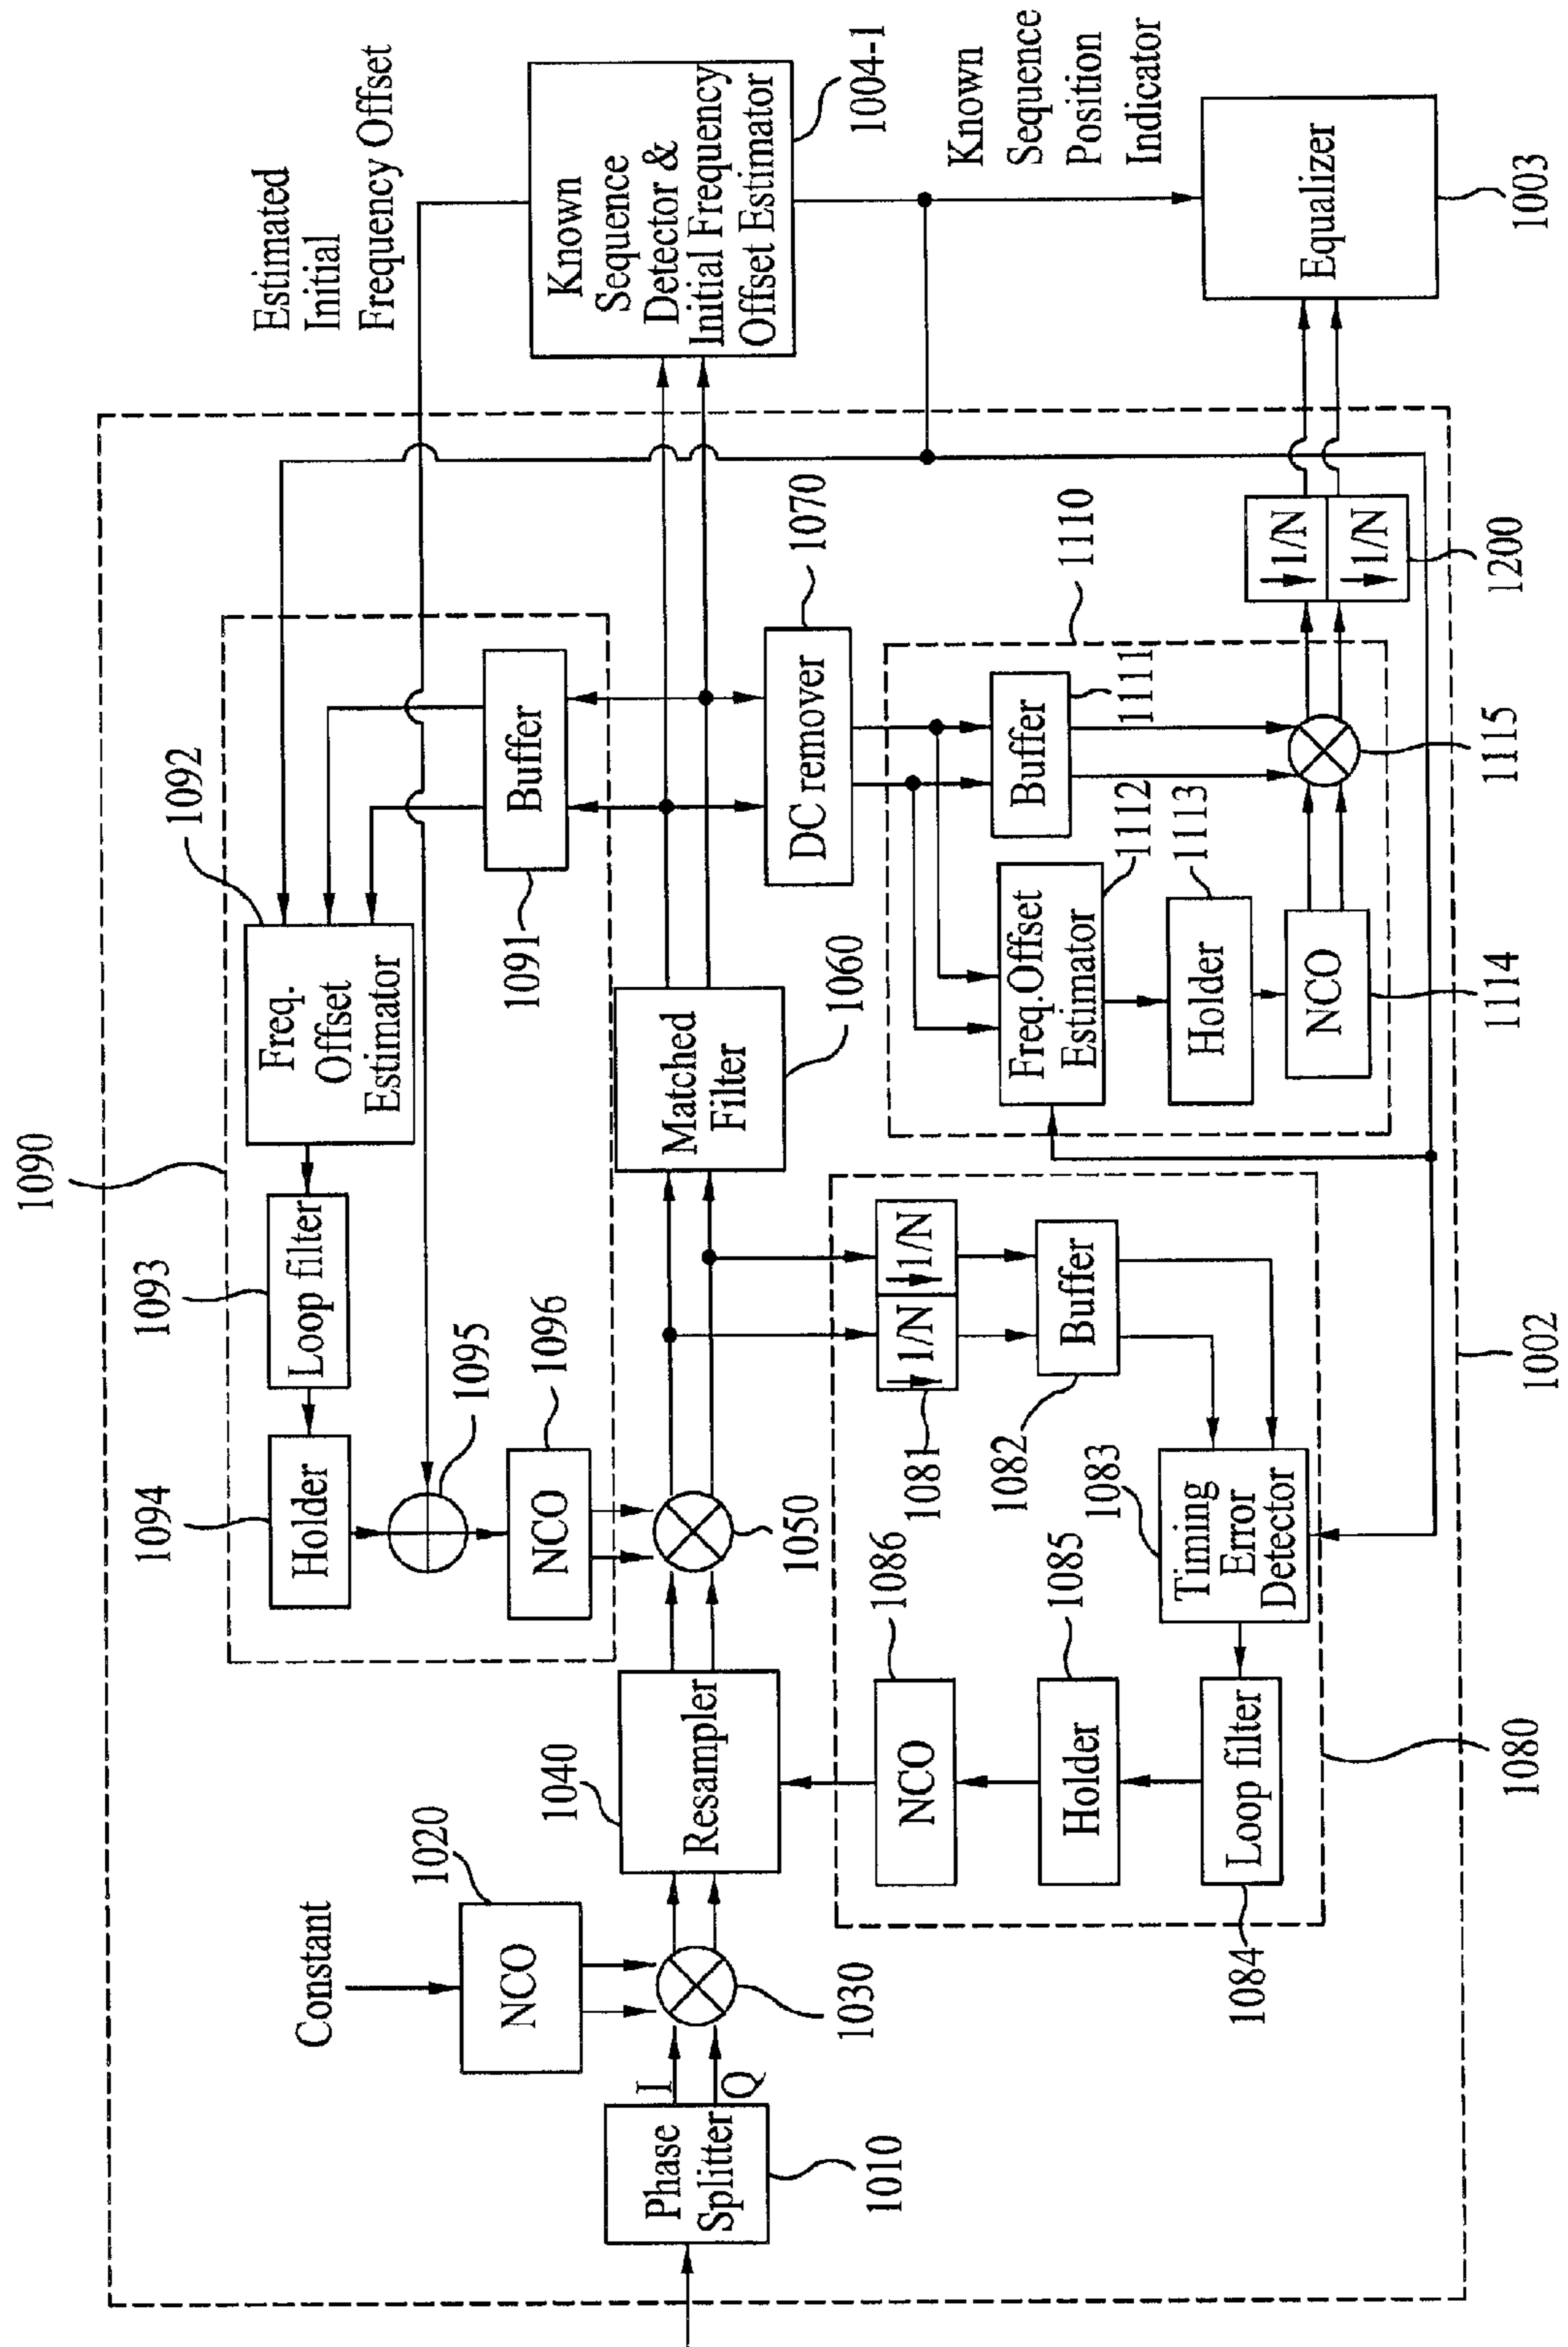 Estimated
Initial
Frequency Offset
Known
Sequence
Detector &
Initial Frequency
Offset Estimator
1004-1
Known
Sequence
Position
Indicator
Equalizer
1003
1090
1092
Freq.
Offset
Estimator
Buffer
1091
1093
Loop filter
1094
Holder
1095
1096
NCO
Constant
1020
NCO
Phase
Splitter
1010
I
Q
1030
1040
Resampler
1050
Matched
Filter
1060
DC remover
1070
1110
Buffer
1111
Freq.Offset
Estimator
1112
Holder
1113
NCO
1114
1115
1/N
1/N
1200
1/N
1/N
1081
Buffer
1082
1083
Timing
Error
Detector
Loop filter
1084
Holder
1085
NCO
1086
1080
1002